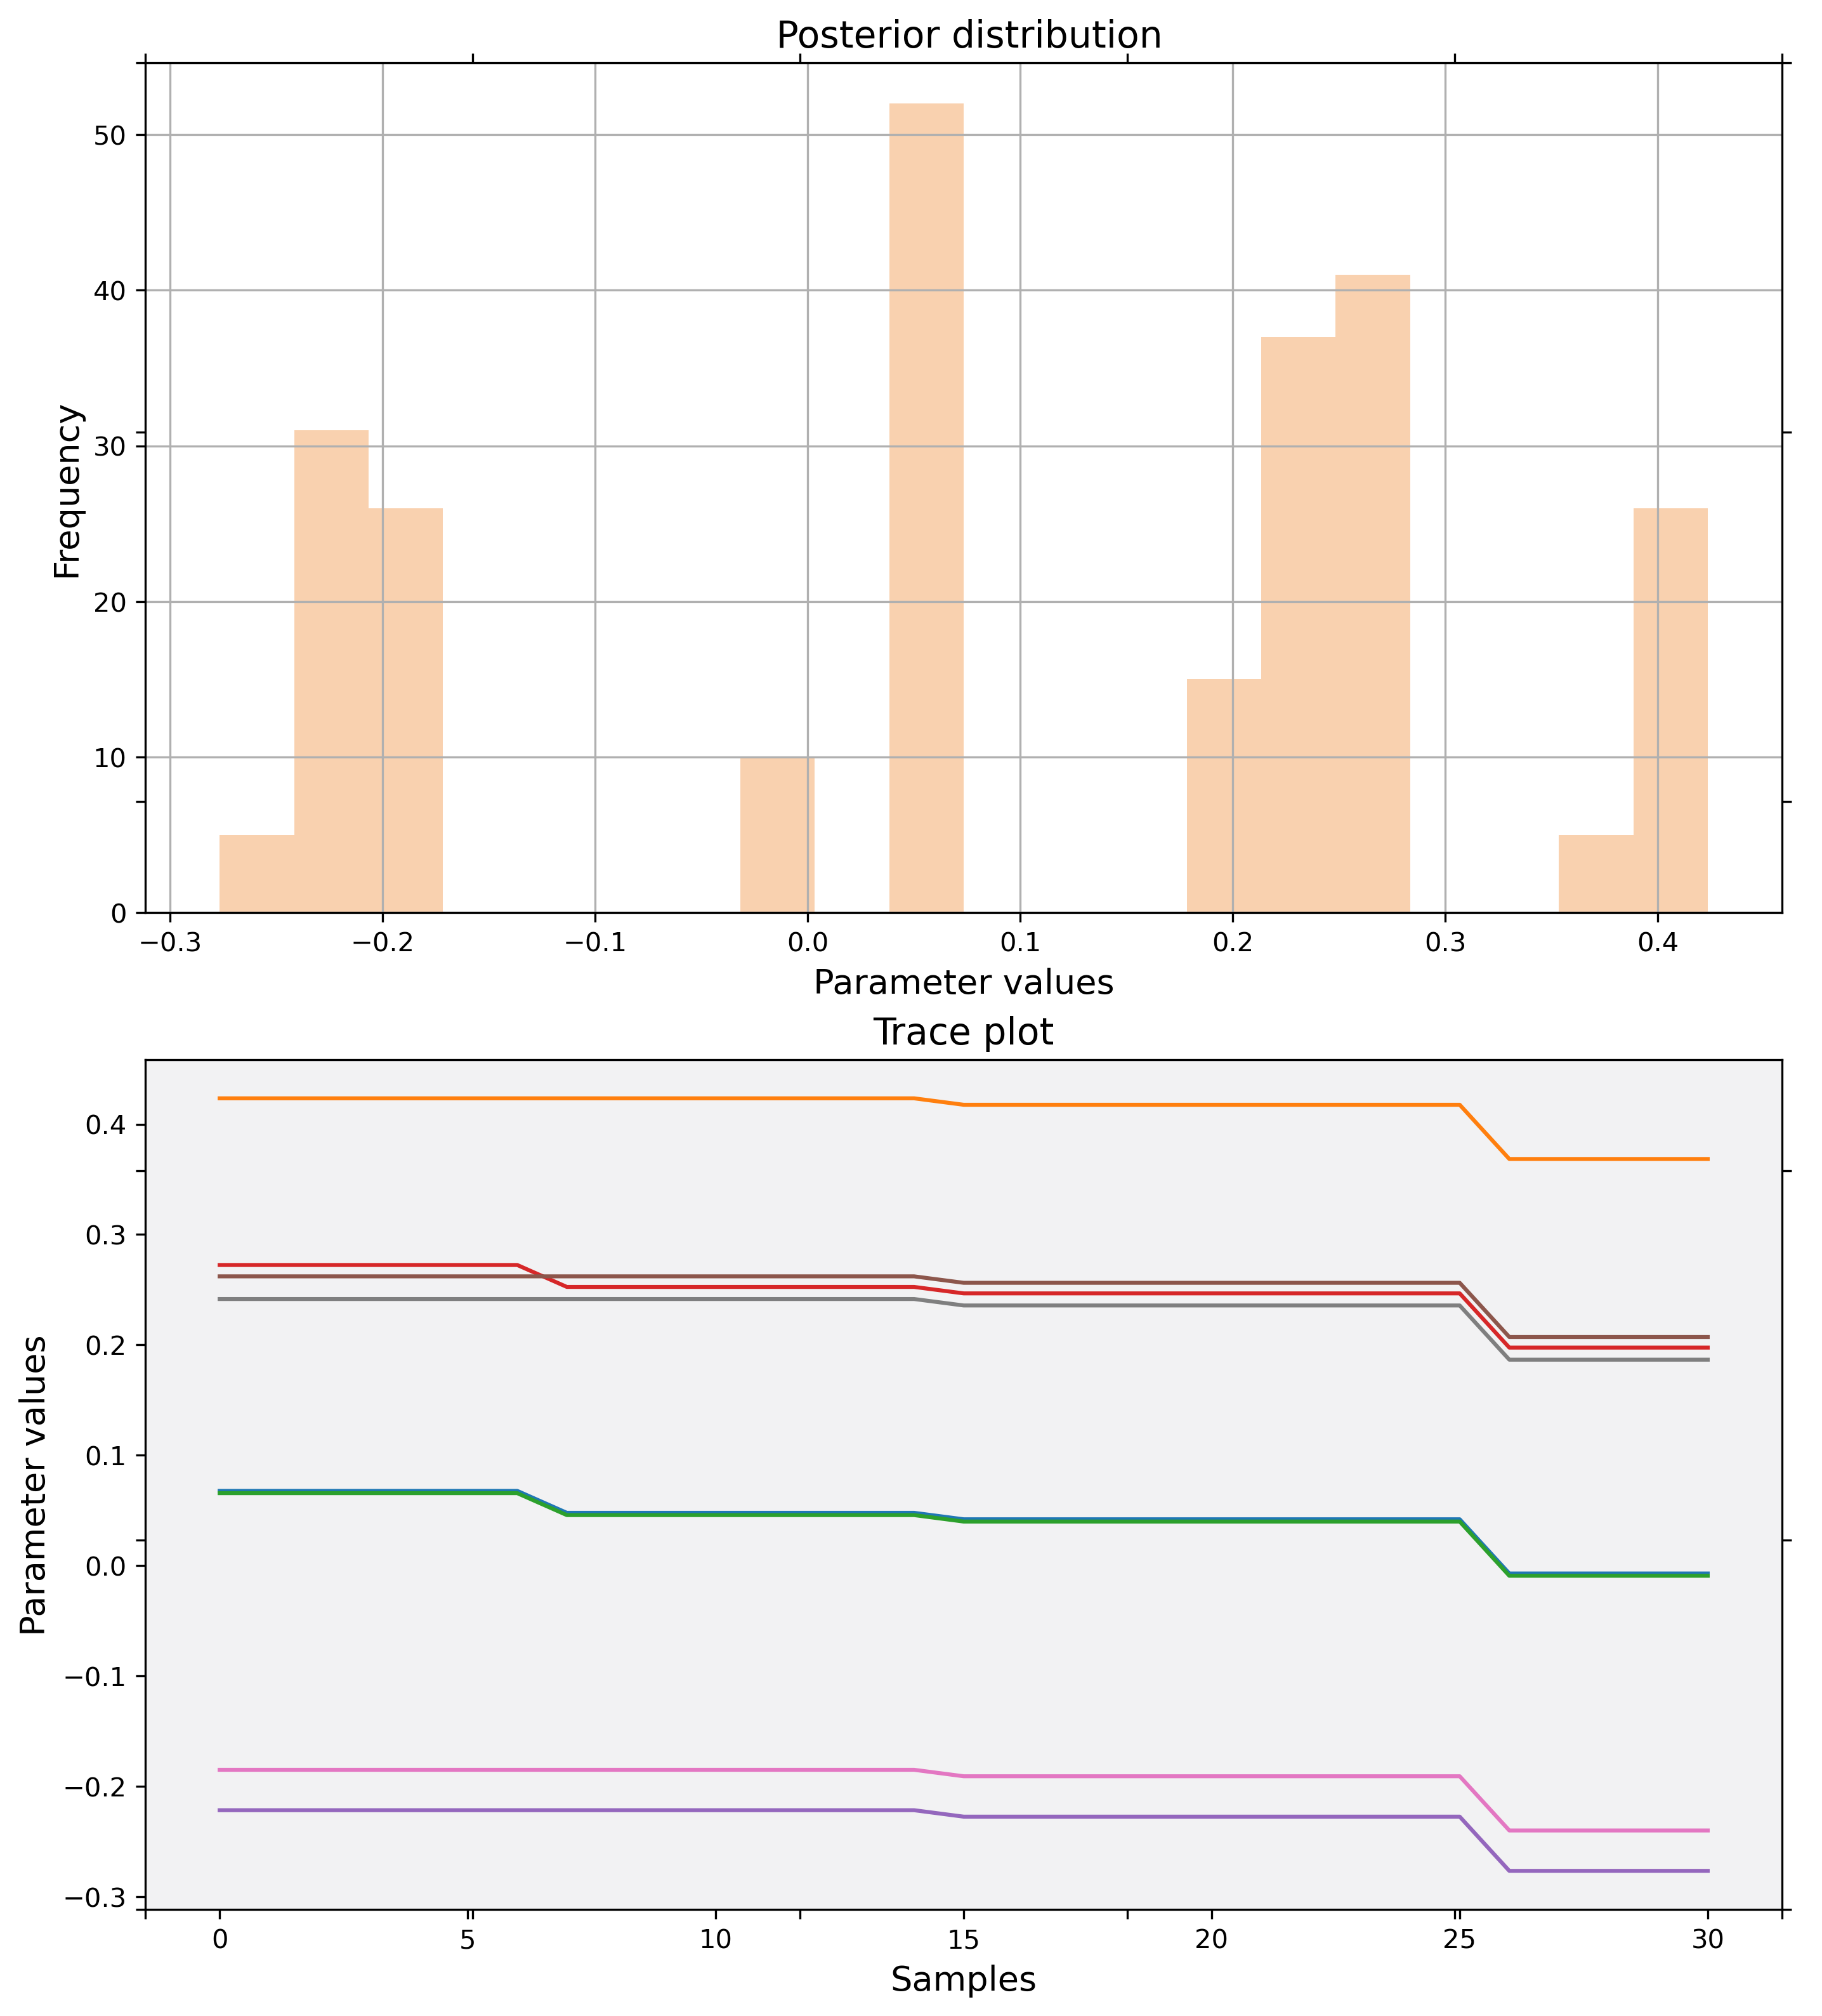 Posterior distribution
50
40
30
20
10
0
Frequency
−0.3 −0.2 −0.1 0.0 0.1 0.2 0.3 0.4
Parameter values
Trace plot
0.4
0.3
0.2
0.1
0.0
−0.1
−0.2
−0.3
Parameter values
0 5 10 15 20 25 30
Samples